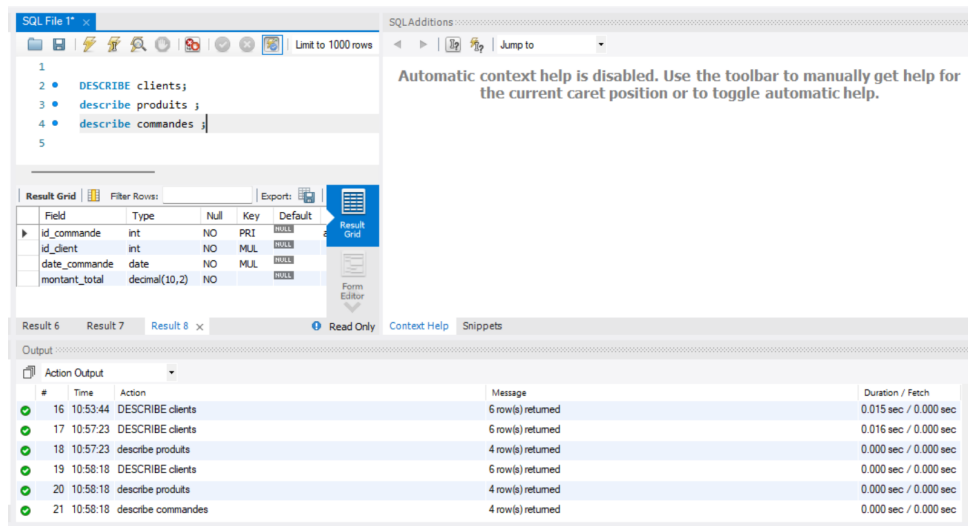 SQL File 1* ×
SQLAdditions
Limit to 1000 rows
Jump to
1
2 DESCRIBE clients;
3 describe produits ;
4 describe commandes ;
5
Automatic context help is disabled. Use the toolbar to manually get help for
the current caret position or to toggle automatic help.
Result Grid Filter Rows: Export:
Field Type Null Key Default
id_commande int NO PRI NULL a
id_client int NO MUL NULL
date_commande date NO MUL NULL
montant_total decimal(10,2) NO NULL
Result
Grid
Form
Editor
Result 6 Result 7 Result 8 × Read Only Context Help Snippets
Output
Action Output
# Time Action Message Duration / Fetch
16 10:53:44 DESCRIBE clients 6 row(s) returned 0.015 sec / 0.000 sec
17 10:57:23 DESCRIBE clients 6 row(s) returned 0.016 sec / 0.000 sec
18 10:57:23 describe produits 4 row(s) returned 0.000 sec / 0.000 sec
19 10:58:18 DESCRIBE clients 6 row(s) returned 0.000 sec / 0.000 sec
20 10:58:18 describe produits 4 row(s) returned 0.000 sec / 0.000 sec
21 10:58:18 describe commandes 4 row(s) returned 0.000 sec / 0.000 sec